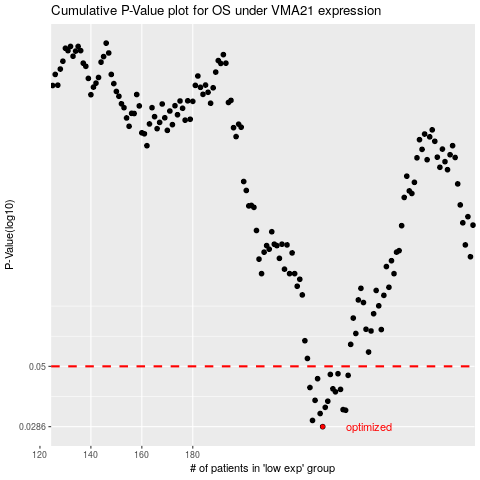 Cumulative P-Value plot for OS under VMA21 expression
P-Value(log10)
0.05
0.0286
optimized
120 140 160 180
# of patients in 'low exp' group